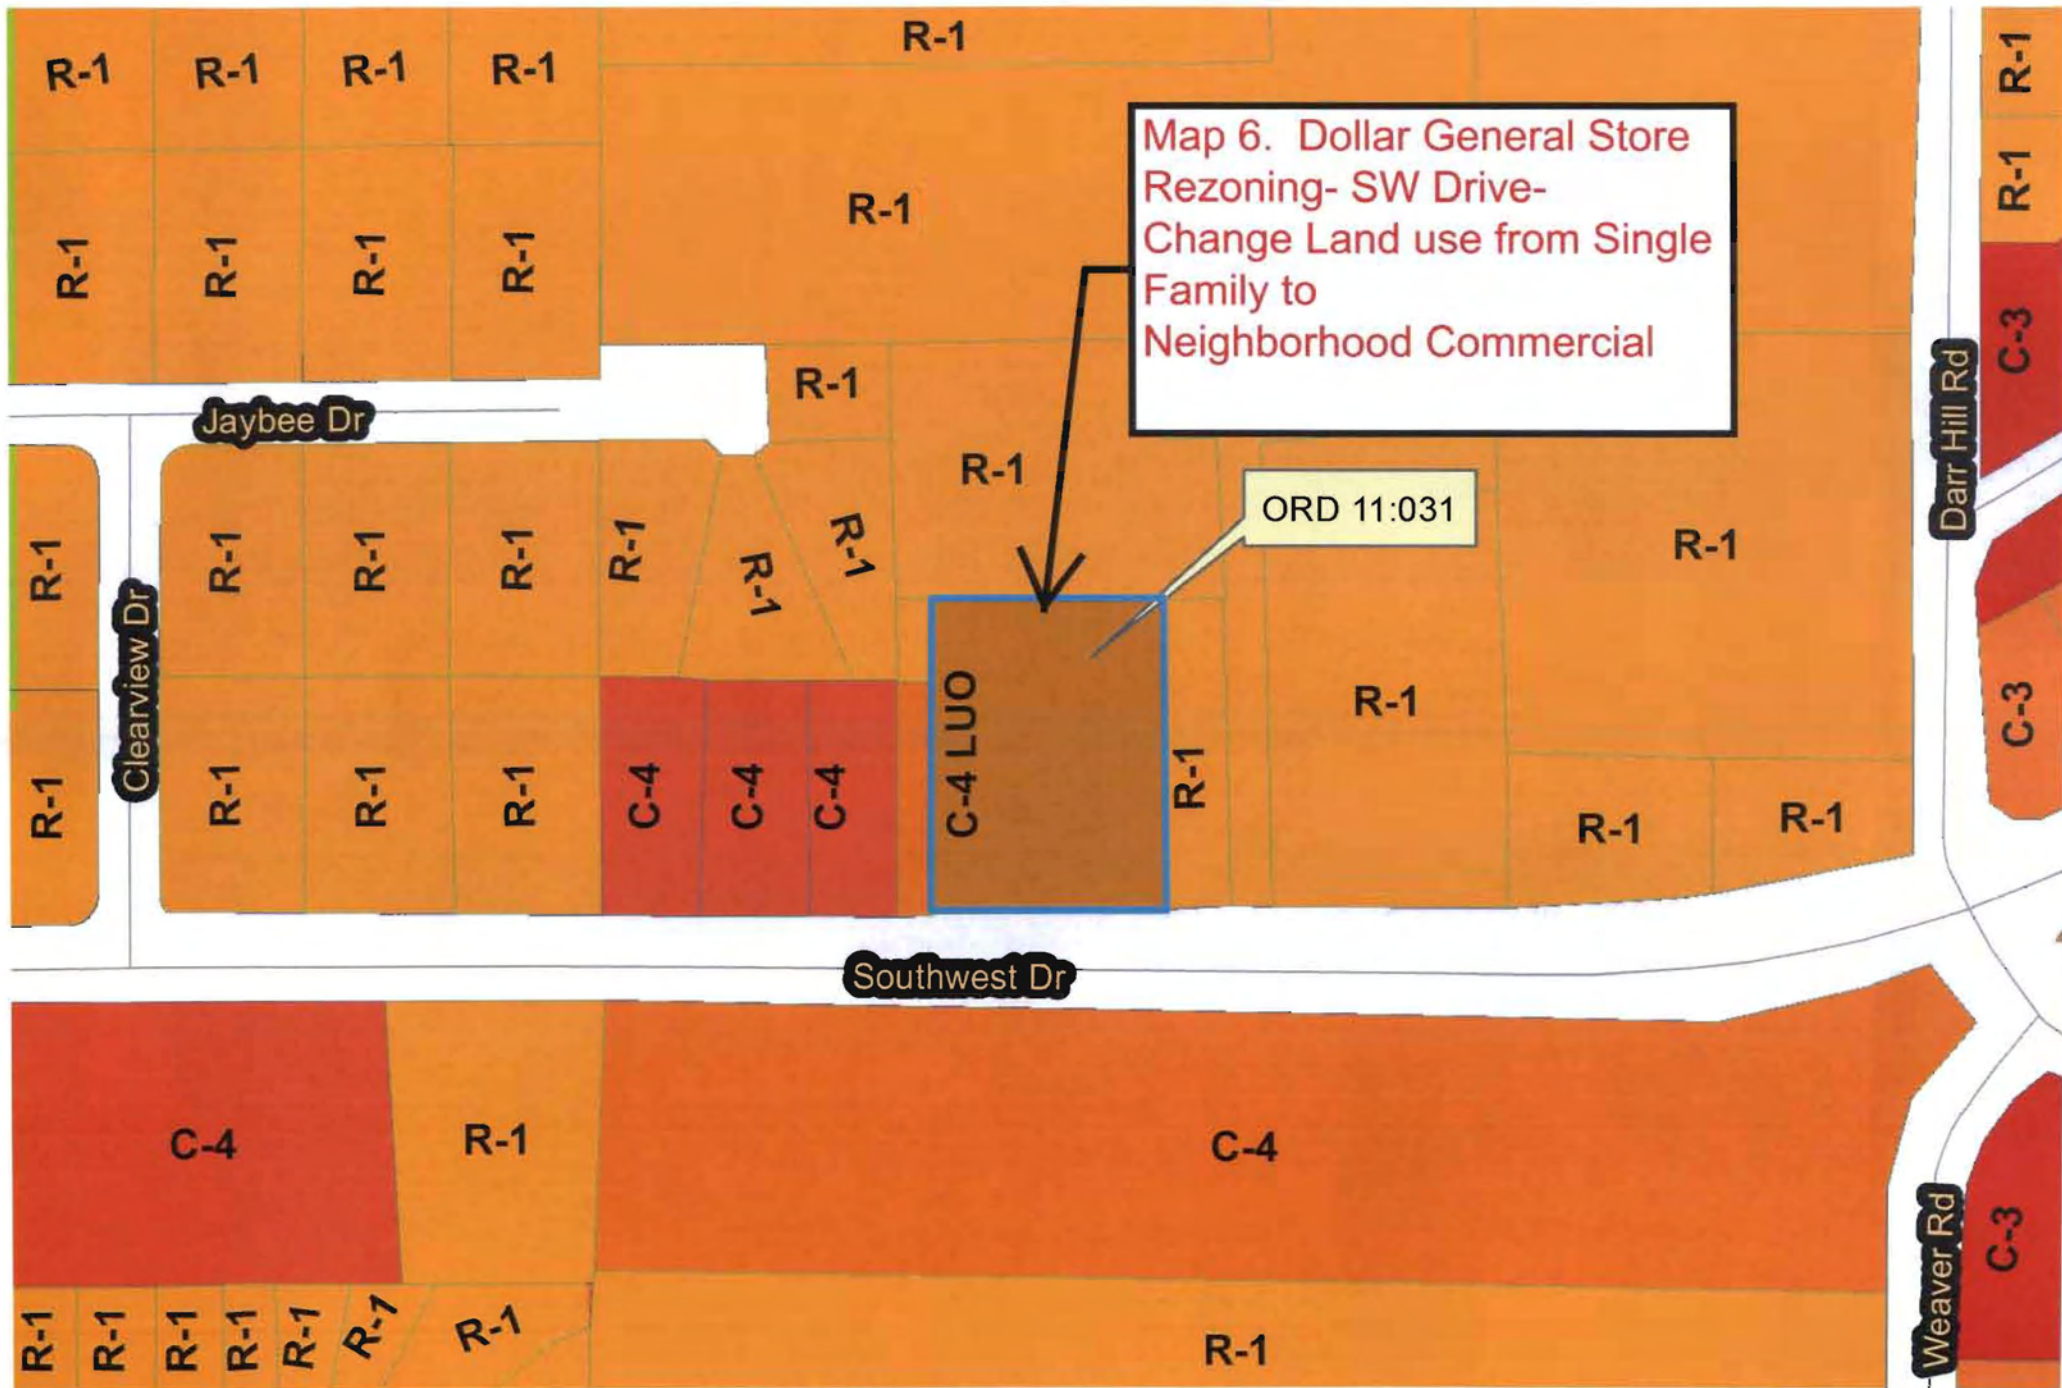 R-1
R-1 R-1 R-1 R-1
R-1
Map 6.  Dollar General Store
Rezoning- SW Drive-
Change Land use from Single
Family to
Neighborhood Commercial
R-1
R-1 R-1 R-1 R-1
R-1
R-1
C-3
Jaybee Dr
R-1
Darr Hill Rd
R-1
ORD 11:031
R-1 R-1 R-1 R-1 R-1 R-1 R-1
R-1
Clearview Dr
R-1
C-3
R-1 R-1 R-1 R-1
C-4 C-4 C-4
C-4 LUO
R-1
R-1
R-1
Southwest Dr
C-4
R-1
C-4
C-3
Weaver Rd
R-1 R-1 R-1 R-1 R-1 R-1 R-1
R-1